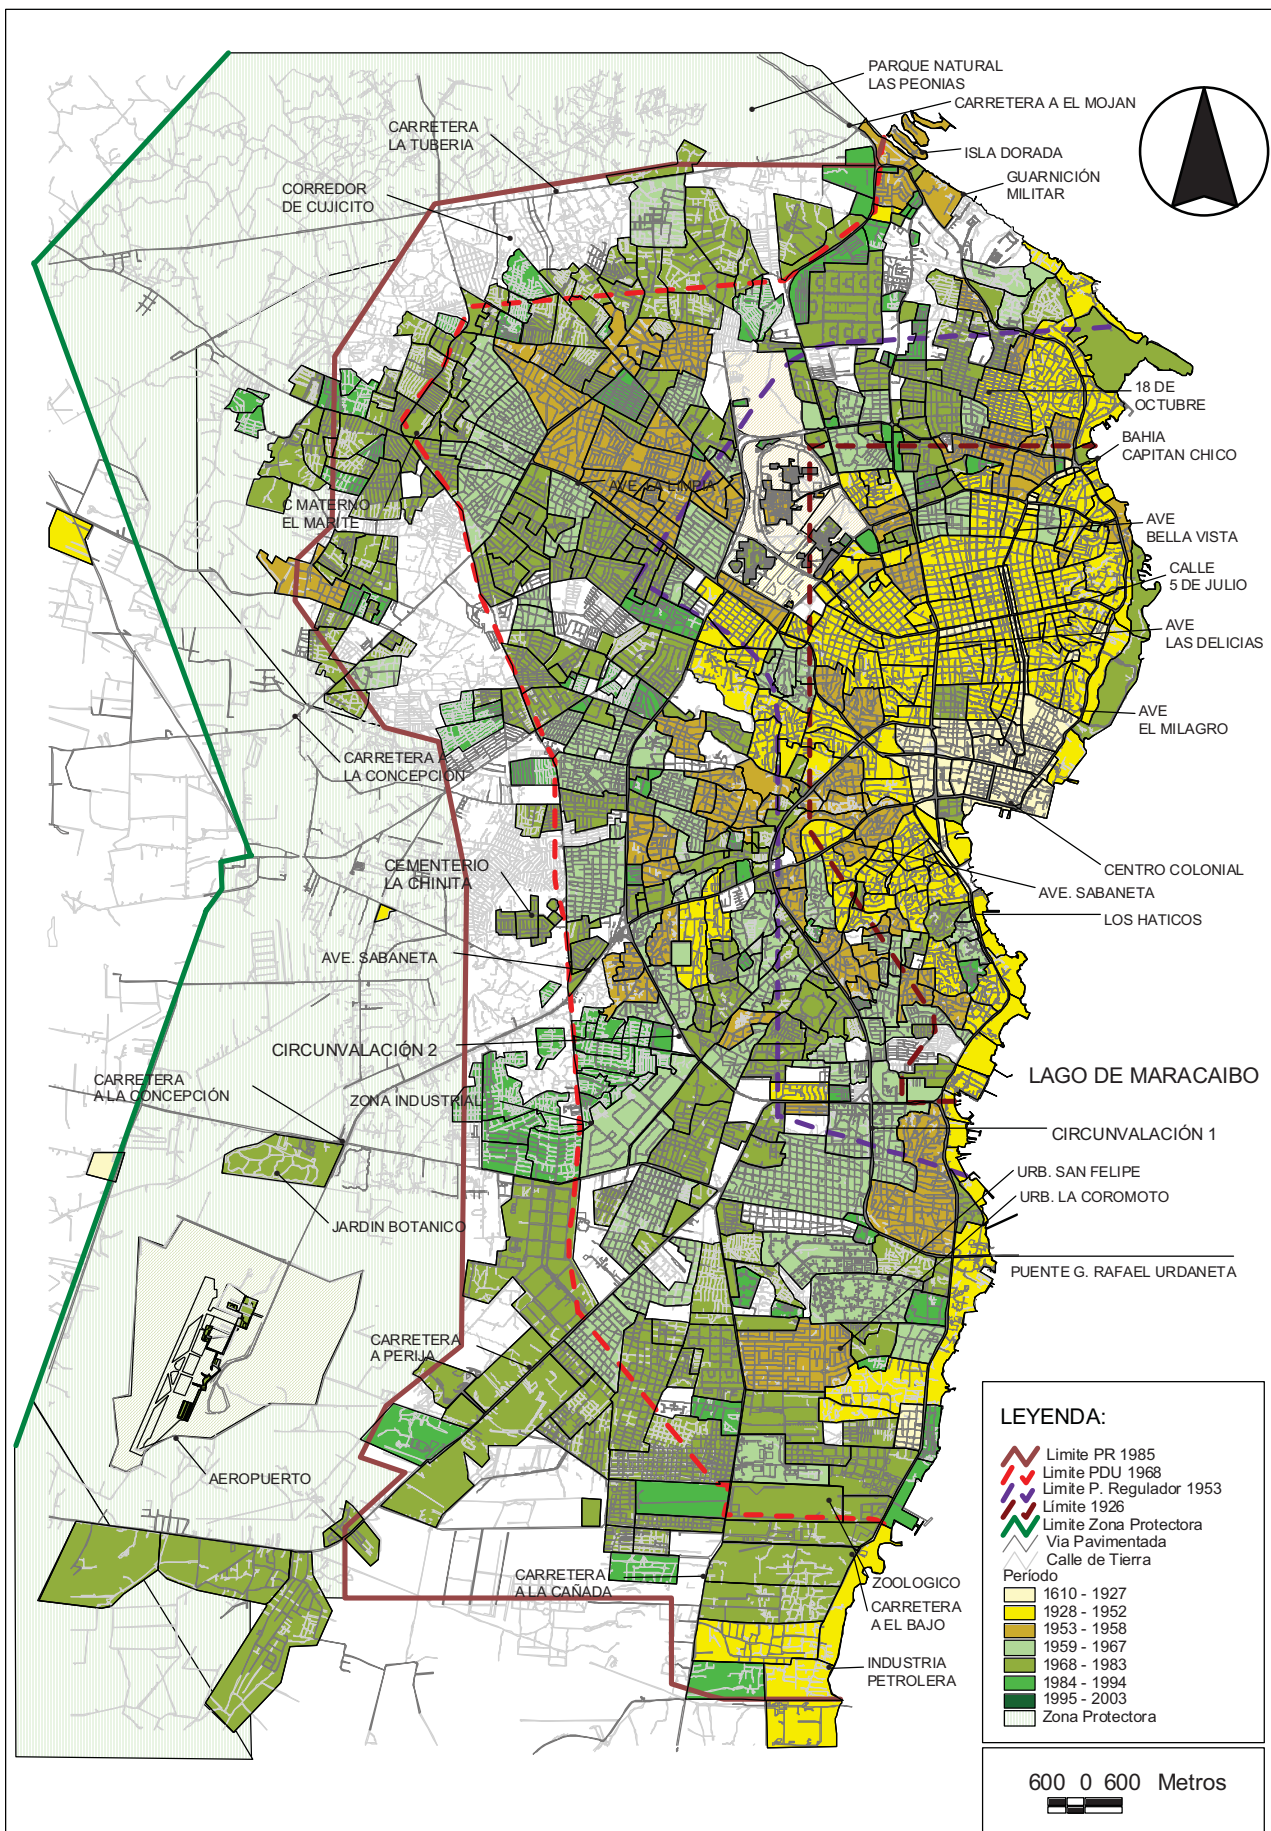 PARQUE NATURAL
LAS PEONIAS
CARRETERA A EL MOJAN
CARRETERA
LA TUBERIA
ISLA DORADA
GUARNICIÓN
MILITAR
CORREDOR
DE CUJICITO
18 DE
OCTUBRE
BAHIA
CAPITAN CHICO
AVE. LA LIMPIA
C MATERNO
EL MARITE
AVE
BELLA VISTA
CALLE
5 DE JULIO
AVE
LAS DELICIAS
AVE
EL MILAGRO
CARRETERA A
LA CONCEPCIÓN
CEMENTERIO
LA CHINITA
CENTRO COLONIAL
AVE. SABANETA
LOS HATICOS
AVE. SABANETA
CIRCUNVALACIÓN 2
CARRETERA
A LA CONCEPCIÓN
ZONA INDUSTRIAL
LAGO DE MARACAIBO
CIRCUNVALACIÓN 1
URB. SAN FELIPE
URB. LA COROMOTO
JARDIN BOTANICO
PUENTE G. RAFAEL URDANETA
CARRETERA
A PERIJA
AEROPUERTO
CARRETERA
A LA CAÑADA
ZOOLOGICO
CARRETERA
A EL BAJO
INDUSTRIA
PETROLERA
LEYENDA:
Limite PR 1985
Limite PDU 1968
Limite P. Regulador 1953
Límite 1926
Limite Zona Protectora
Via Pavimentada
Calle de Tierra
Período
1610 - 1927
1928 - 1952
1953 - 1958
1959 - 1967
1968 - 1983
1984 - 1994
1995 - 2003
Zona Protectora
600 0 600 Metros